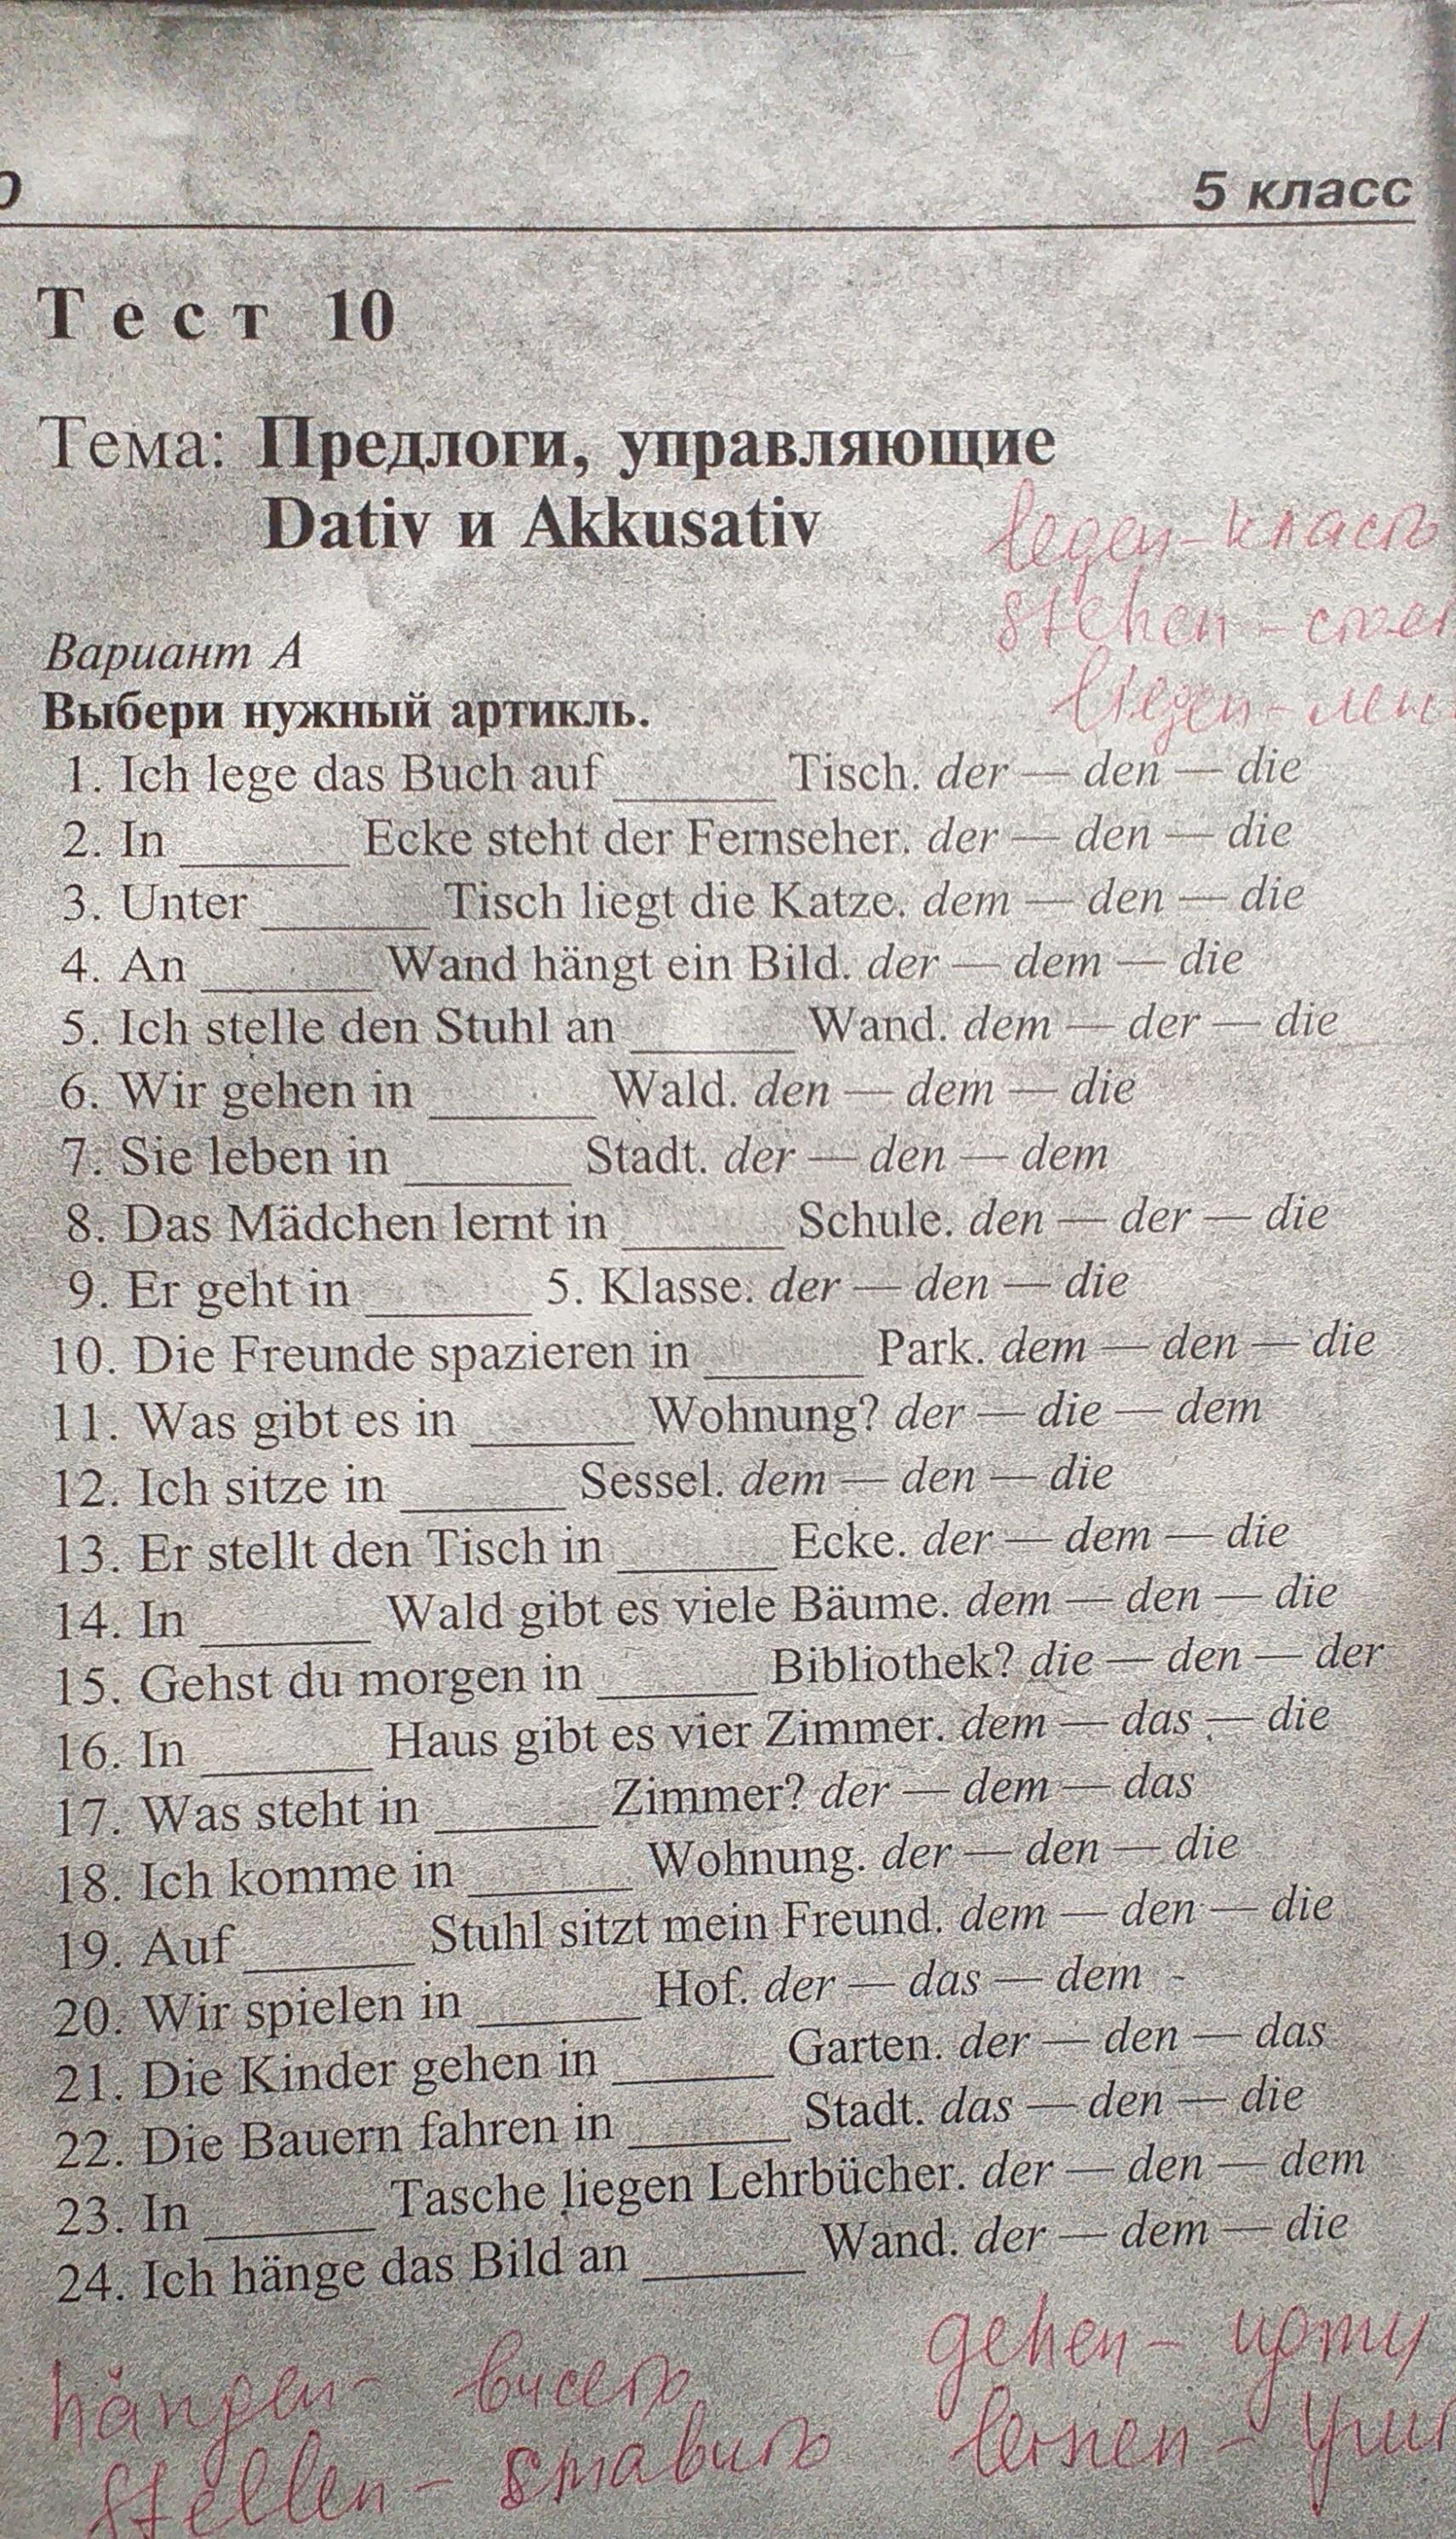 5 класс
Тест 10
Тема: Предлоги, управляющие
Dativ и Akkusativ
legen - класть
stehen -
liegen -
Вариант А
Выбери нужный артикль.
1. Ich lege das Buch auf ______ Tisch. der — den — die
2. In ______ Ecke steht der Fernseher. der — den — die
3. Unter ______ Tisch liegt die Katze. dem — den — die
4. An ______ Wand hängt ein Bild. der — dem — die
5. Ich stelle den Stuhl an ______ Wand. dem — der — die
6. Wir gehen in ______ Wald. den — dem — die
7. Sie leben in ______ Stadt. der — den — dem
8. Das Mädchen lernt in ______ Schule. den — der — die
9. Er geht in ______ 5. Klasse. der — den — die
10. Die Freunde spazieren in ______ Park. dem — den — die
11. Was gibt es in ______ Wohnung? der — die — dem
12. Ich sitze in ______ Sessel. dem — den — die
13. Er stellt den Tisch in ______ Ecke. der — dem — die
14. In ______ Wald gibt es viele Bäume. dem — den — die
15. Gehst du morgen in ______ Bibliothek? die — den — der
16. In ______ Haus gibt es vier Zimmer. dem — das — die
17. Was steht in ______ Zimmer? der — dem — das
18. Ich komme in ______ Wohnung. der — den — die
19. Auf ______ Stuhl sitzt mein Freund. dem — den — die
20. Wir spielen in ______ Hof. der — das — dem
21. Die Kinder gehen in ______ Garten. der — den — das
22. Die Bauern fahren in ______ Stadt. das — den — die
23. In ______ Tasche liegen Lehrbücher. der — den — dem
24. Ich hänge das Bild an ______ Wand. der — dem — die
gehen - идти
hängen - висеть
lernen -
stellen - ставить